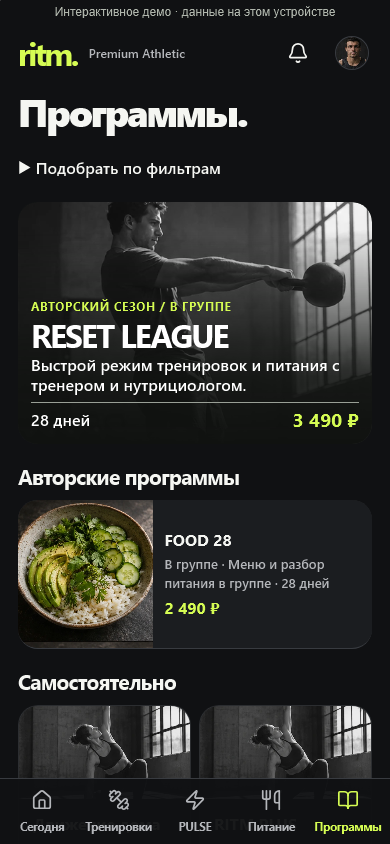 Интерактивное демо · данные на этом устройстве
ritm. Premium Athletic
Программы.
▶ Подобрать по фильтрам
АВТОРСКИЙ СЕЗОН / В ГРУППЕ
RESET LEAGUE
Выстрой режим тренировок и питания с
тренером и нутрициологом.
28 дней 3 490 ₽
Авторские программы
FOOD 28
В группе · Меню и разбор
питания в группе · 28 дней
2 490 ₽
Самостоятельно
Сегодня Тренировки PULSE Питание Программы